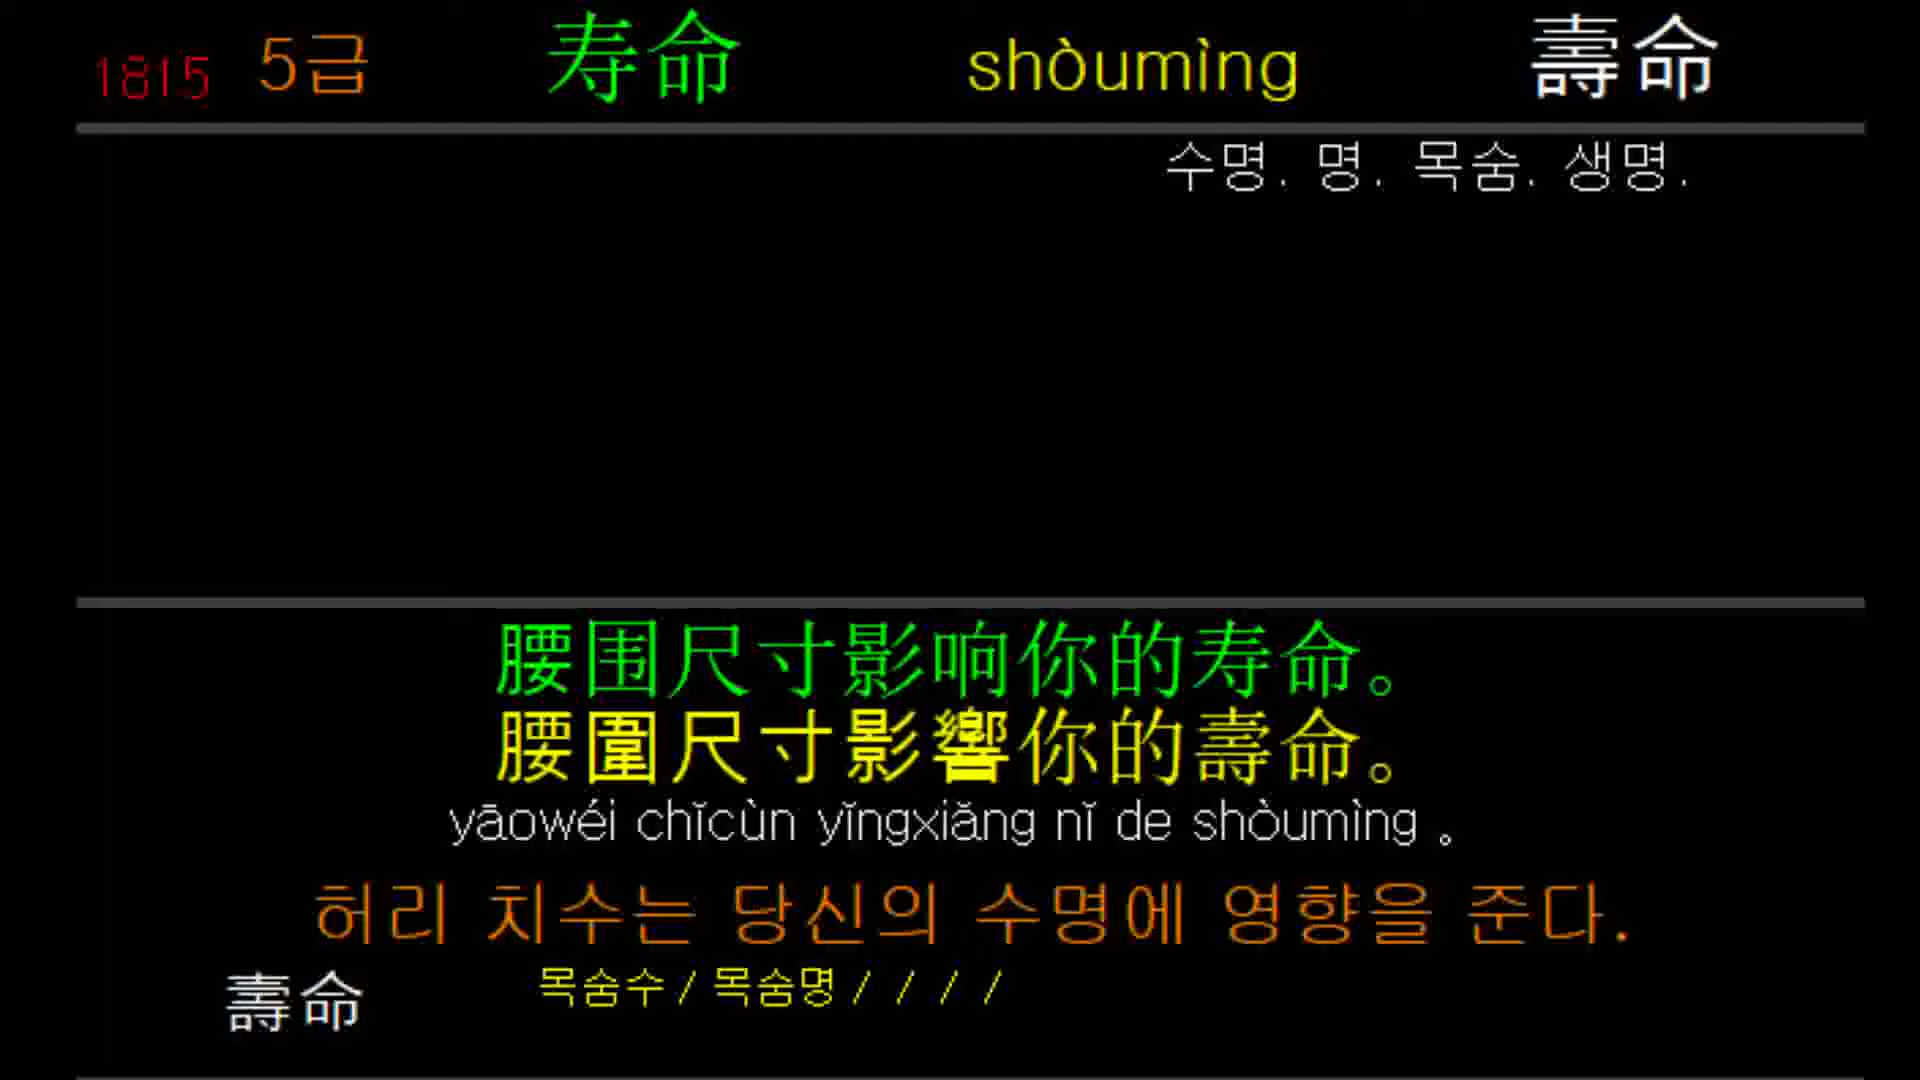 1815 5급 寿命 shòumìng 壽命
수명. 명. 목숨. 생명.
腰围尺寸影响你的寿命。
腰圍尺寸影響你的壽命。
yāowéi chǐcùn yǐngxiǎng nǐ de shòumìng 。
허리 치수는 당신의 수명에 영향을 준다.
壽命 목숨수 / 목숨명 / / / /